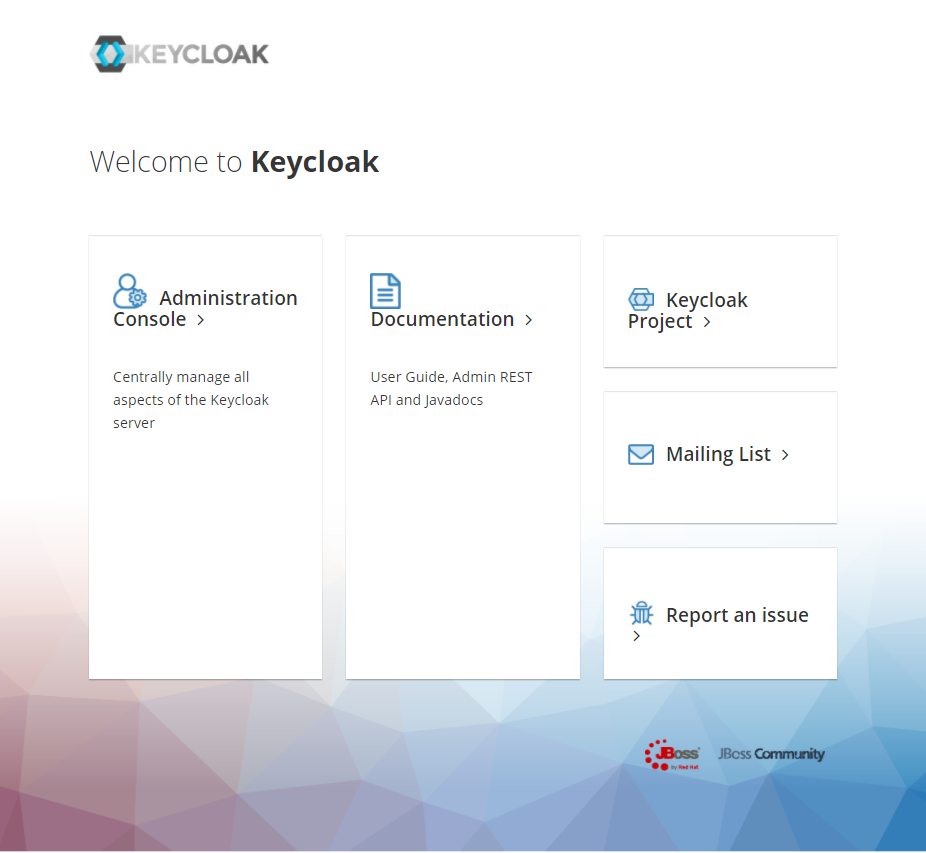 KEYCLOAK
Welcome to Keycloak
Administration
Console
Centrally manage all
aspects of the Keycloak
server
Documentation
User Guide, Admin REST
API and Javadocs
Keycloak
Project
Mailing List
Report an issue
JBoss
by Red Hat
JBoss Community